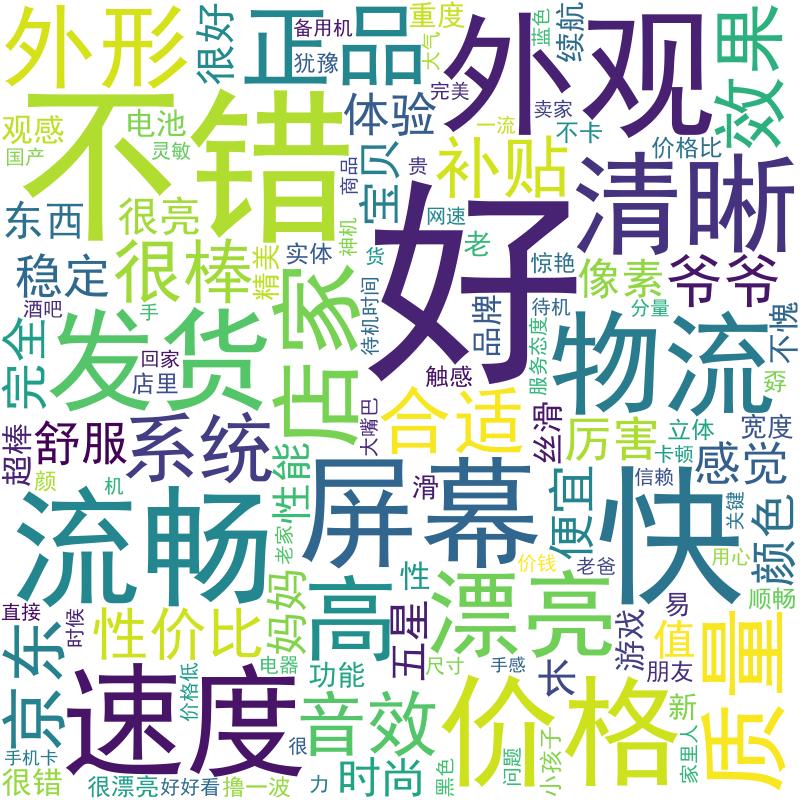 外形
很好
正品
备用机
犹豫
重度
大气
外观
蓝色
续航
效果
不错
观感
国产
电池
灵敏
体验
完美
一流
卖家
不卡
价格比
补贴
清晰
宝贝
商品
贵
东西
很亮
稳定
很棒
精美
实体
神机
网速
老
惊艳
好
像素
爷爷
酒吧
手
待机时间
品牌
待机
分量
不愧
完全
发货
店家
回家
店里
触感
服务态度
物流
超棒
舒服
系统
大嘴巴
合适
丝滑
厉害
立体
卡顿
宽度
感觉
颜
机
性能
老家
屏幕
滑
便宜
信赖
关键
颜色
流畅
快
价钱
老爸
用心
顺畅
直接
时候
京东
性价比
妈妈
高
性
五星
漂亮
易
游戏
值
朋友
质量
速度
价格低
电器
功能
尺寸
手感
长
新
家里人
手机卡
很错
很漂亮
好好看
撸一波
很
力
音效
时尚
黑色
价格
问题
小孩子